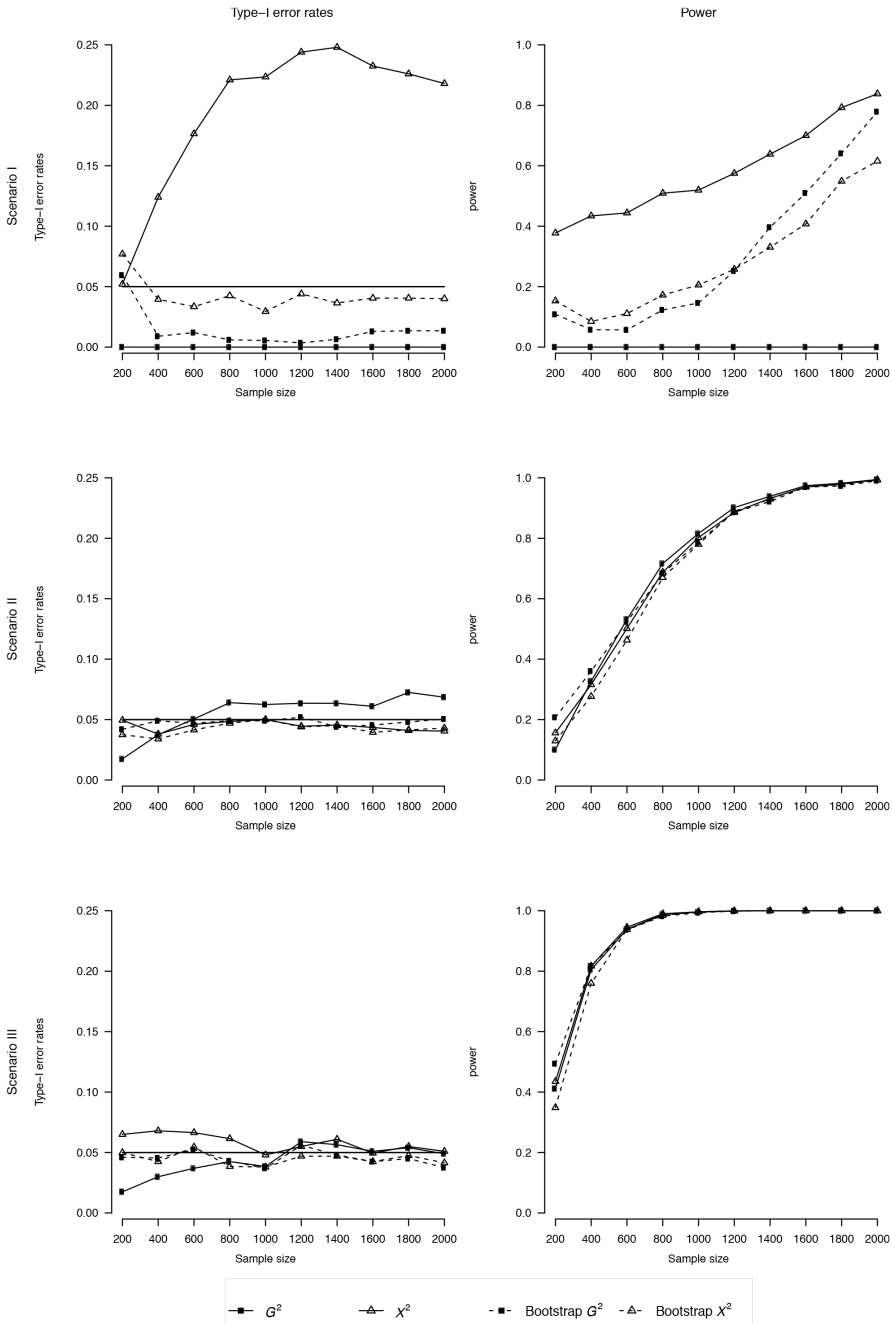 Type−I error rates
Power
Scenario I
Type−I error rates
0.25
0.20
0.15
0.10
0.05
0.00
200 400 600 800 1000 1200 1400 1600 1800 2000
Sample size
power
1.0
0.8
0.6
0.4
0.2
0.0
200 400 600 800 1000 1200 1400 1600 1800 2000
Sample size
Scenario II
Type−I error rates
0.25
0.20
0.15
0.10
0.05
0.00
200 400 600 800 1000 1200 1400 1600 1800 2000
Sample size
power
1.0
0.8
0.6
0.4
0.2
0.0
200 400 600 800 1000 1200 1400 1600 1800 2000
Sample size
Scenario III
Type−I error rates
0.25
0.20
0.15
0.10
0.05
0.00
200 400 600 800 1000 1200 1400 1600 1800 2000
Sample size
power
1.0
0.8
0.6
0.4
0.2
0.0
200 400 600 800 1000 1200 1400 1600 1800 2000
Sample size
G² X² Bootstrap G² Bootstrap X²